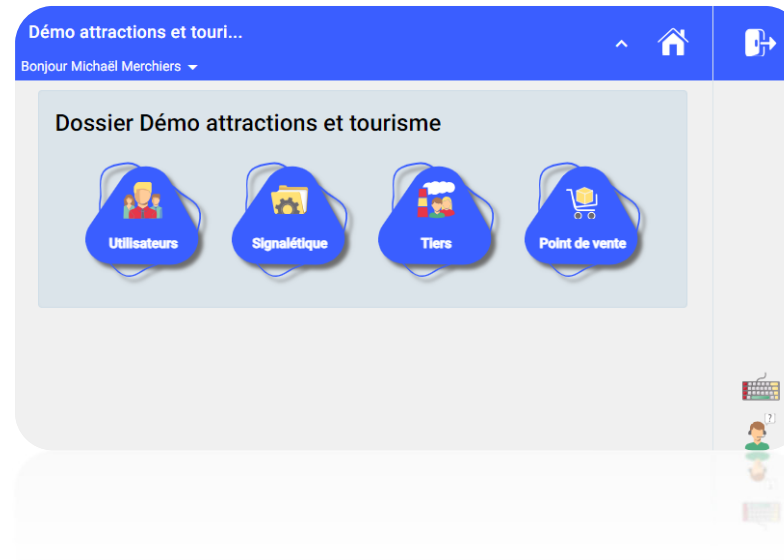 Démo attractions et touri...
Bonjour Michaël Merchiers
Dossier Démo attractions et tourisme
Utilisateurs
Signalétique
Tiers
Point de vente
?